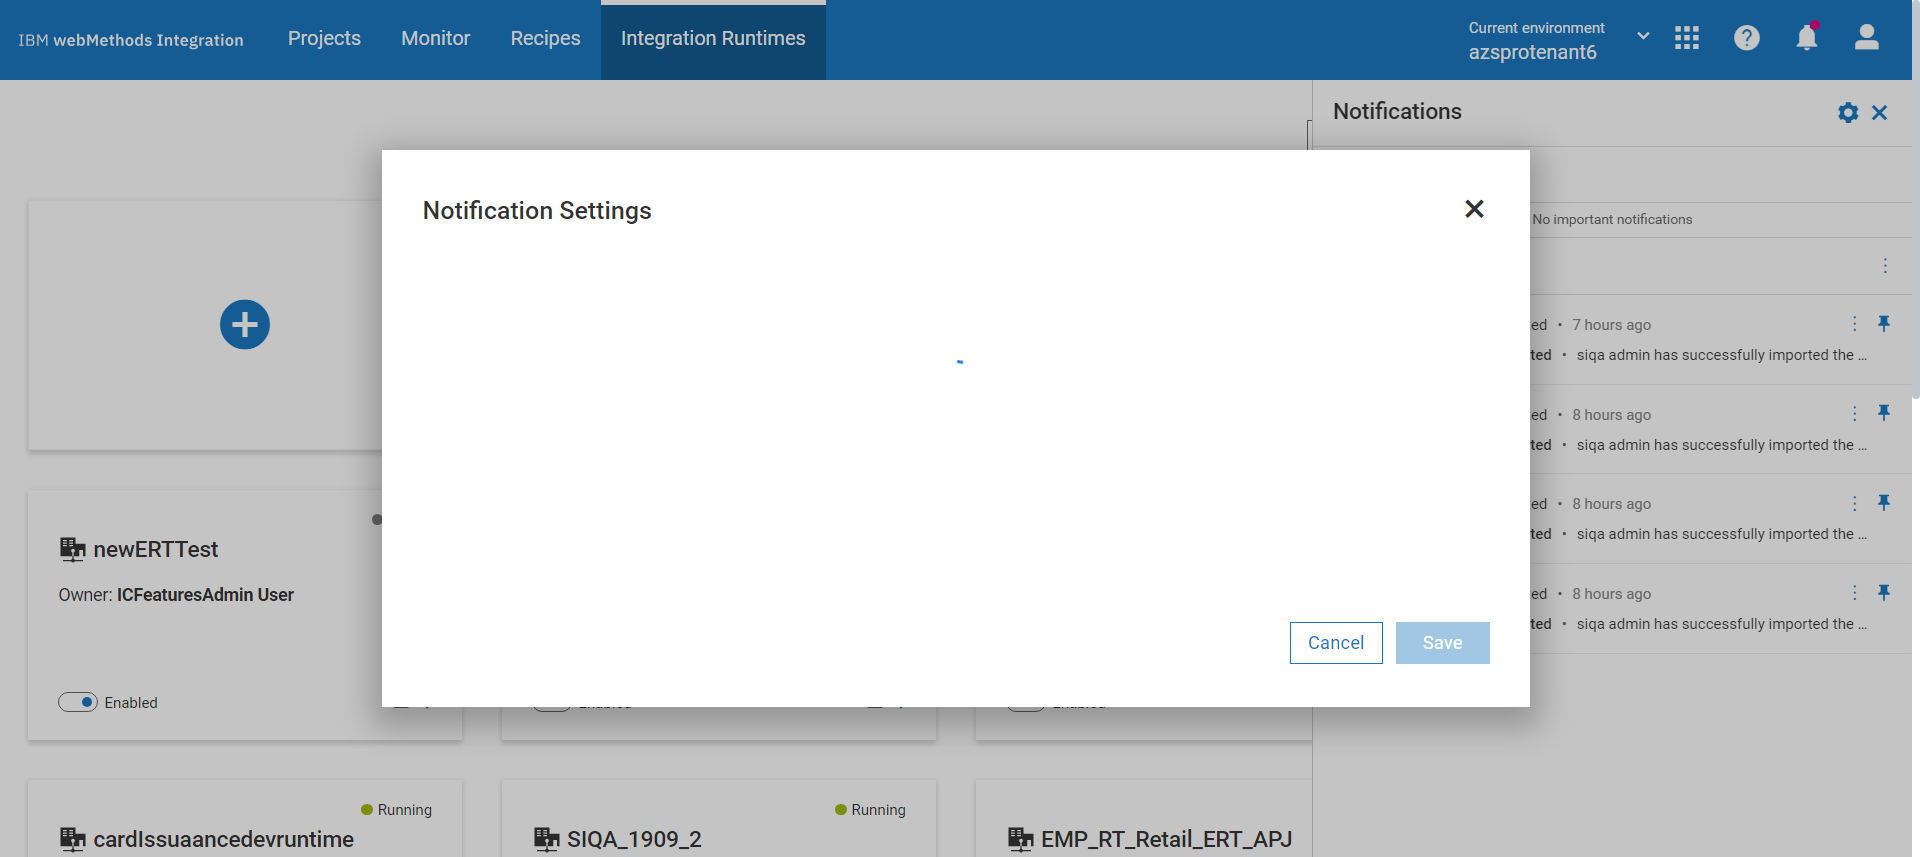 IBM webMethods Integration
Projects
Monitor
Recipes
Integration Runtimes
Current environment
azsprotenant6
Notifications
Notification Settings
No important notifications
ed • 7 hours ago
ted • siqa admin has successfully imported the ...
ed • 8 hours ago
ted • siqa admin has successfully imported the ...
ed • 8 hours ago
ted • siqa admin has successfully imported the ...
ed • 8 hours ago
ted • siqa admin has successfully imported the ...
Cancel
Save
newERTTest
Owner: ICFeaturesAdmin User
Enabled
Running
cardIssuaancedevruntime
Running
SIQA_1909_2
EMP_RT_Retail_ERT_APJ